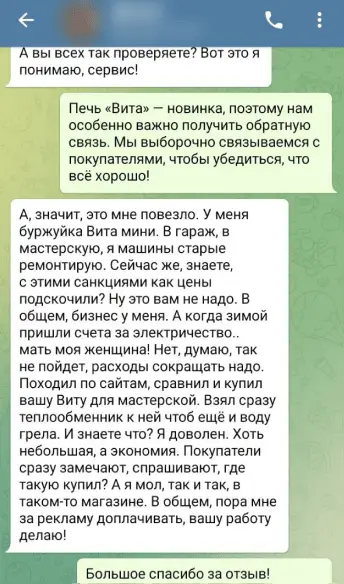 А вы всех так проверяете? Вот это я
понимаю, сервис!
Печь «Вита» — новинка, поэтому нам
особенно важно получить обратную
связь. Мы выборочно связываемся с
покупателями, чтобы убедиться, что
всё хорошо!
А, значит, это мне повезло. У меня
буржуйка Вита мини. В гараж, в
мастерскую, я машины старые
ремонтирую. Сейчас же, знаете,
с этими санкциями как цены
подскочили? Ну это вам не надо. В
общем, бизнес у меня. А когда зимой
пришли счета за электричество..
мать моя женщина! Нет, думаю, так
не пойдет, расходы сокращать надо.
Походил по сайтам, сравнил и купил
вашу Виту для мастерской. Взял сразу
теплообменник к ней чтоб ещё и воду
грела. И знаете что? Я доволен. Хоть
небольшая, а экономия. Покупатели
сразу замечают, спрашивают, где
такую купил? А я мол, так и так, в
таком-то магазине. В общем, пора мне
за рекламу доплачивать, вашу работу
делаю!
Большое спасибо за отзыв!